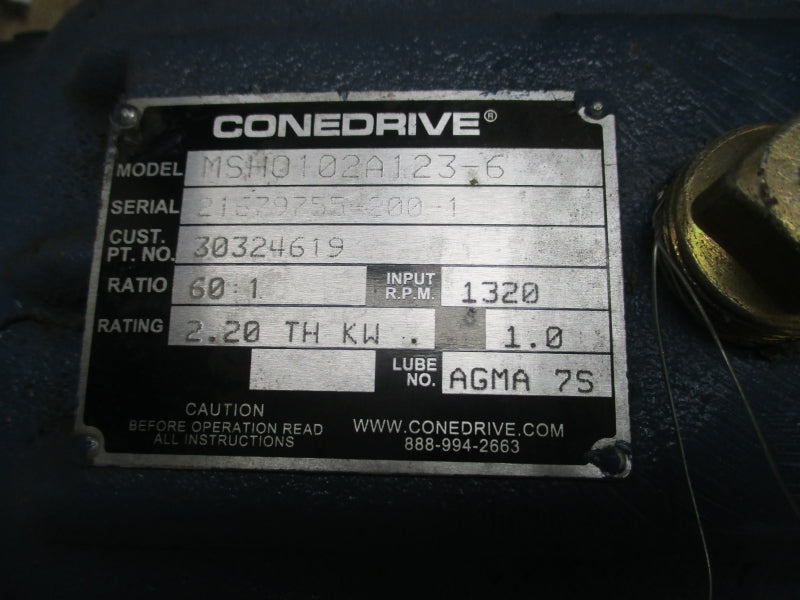 CONEDRIVE®
MODEL MSHO102A123-6
SERIAL
CUST. PT. NO. 30324619
RATIO 60:1 INPUT R.P.M. 1320
RATING 2.20 TH KW . 1.0
LUBE NO. AGMA 7S
CAUTION
BEFORE OPERATION READ
ALL INSTRUCTIONS
WWW.CONEDRIVE.COM
888-994-2663